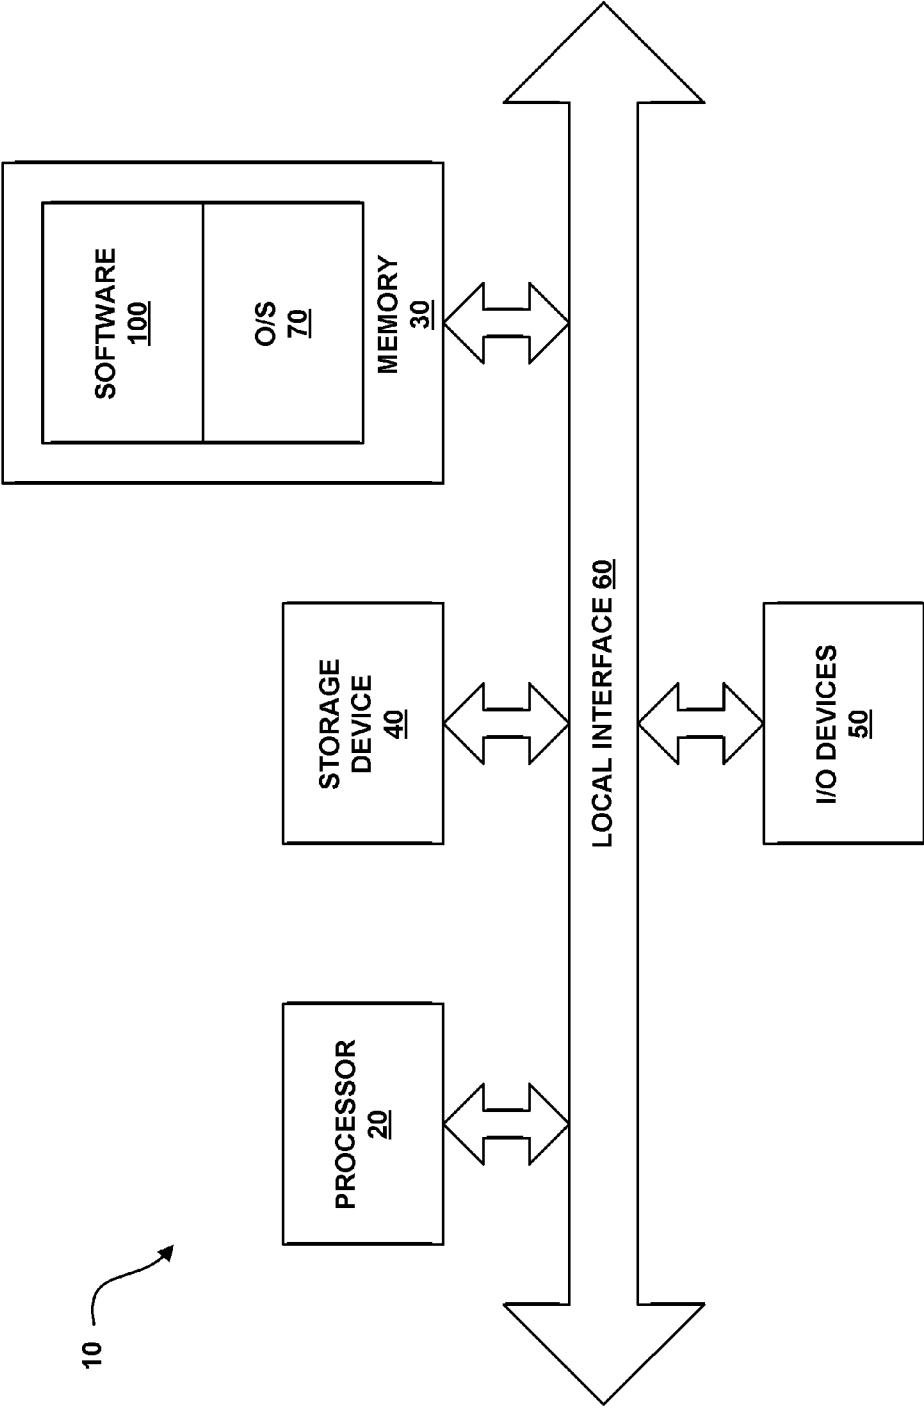 10
PROCESSOR
20
STORAGE
DEVICE
40
SOFTWARE
100
O/S
70
MEMORY
30
LOCAL INTERFACE 60
I/O DEVICES
50